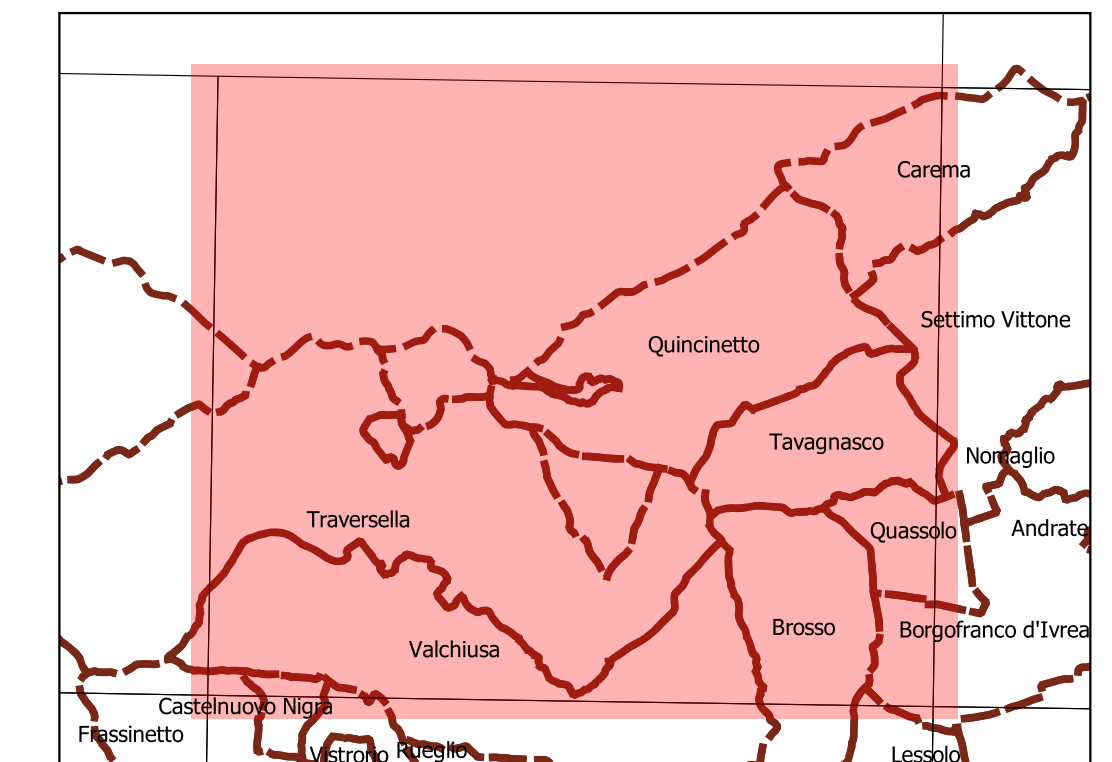 Carema
Settimo Vittone
Quincinetto
Tavagnasco
Nomaglio
Traversella
Quassolo
Andrate
Brosso
Borgofranco d'Ivrea
Valchiusa
Castelnuovo Nigra
Frassinetto
Vistrorio
Rueglio
Lessolo